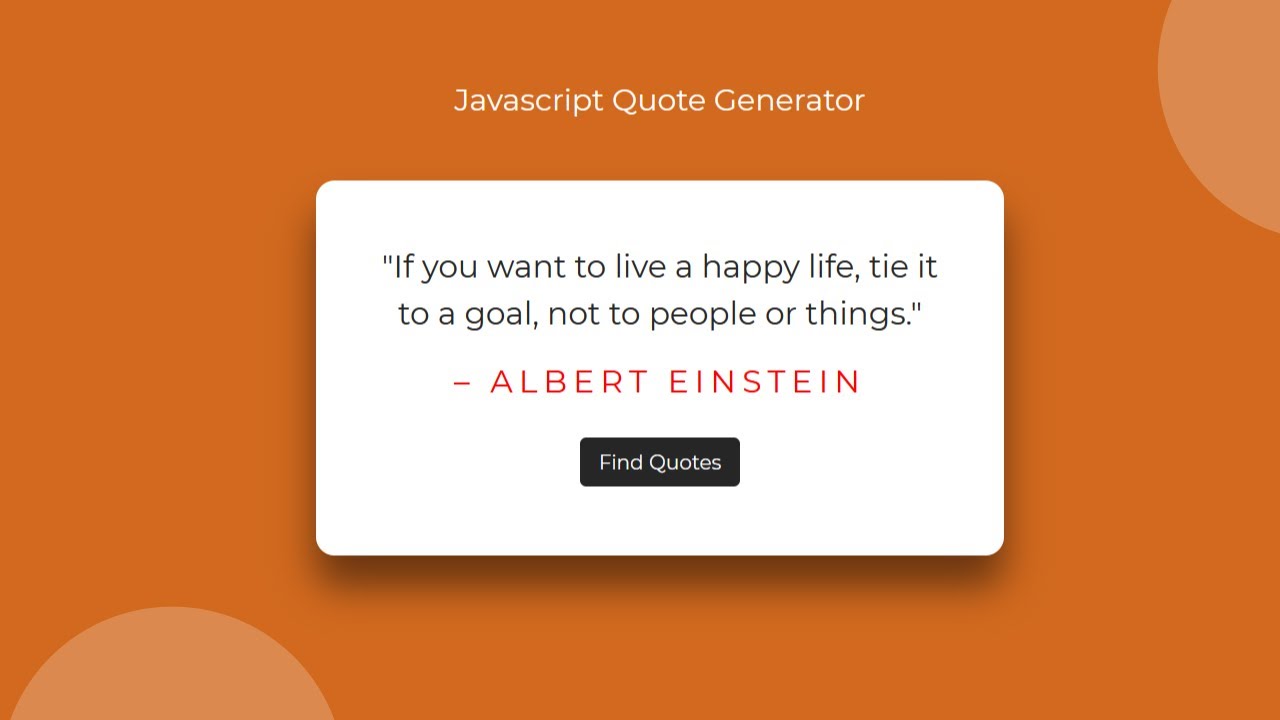 Javascript Quote Generator
"If you want to live a happy life, tie it
to a goal, not to people or things."
– ALBERT EINSTEIN
Find Quotes